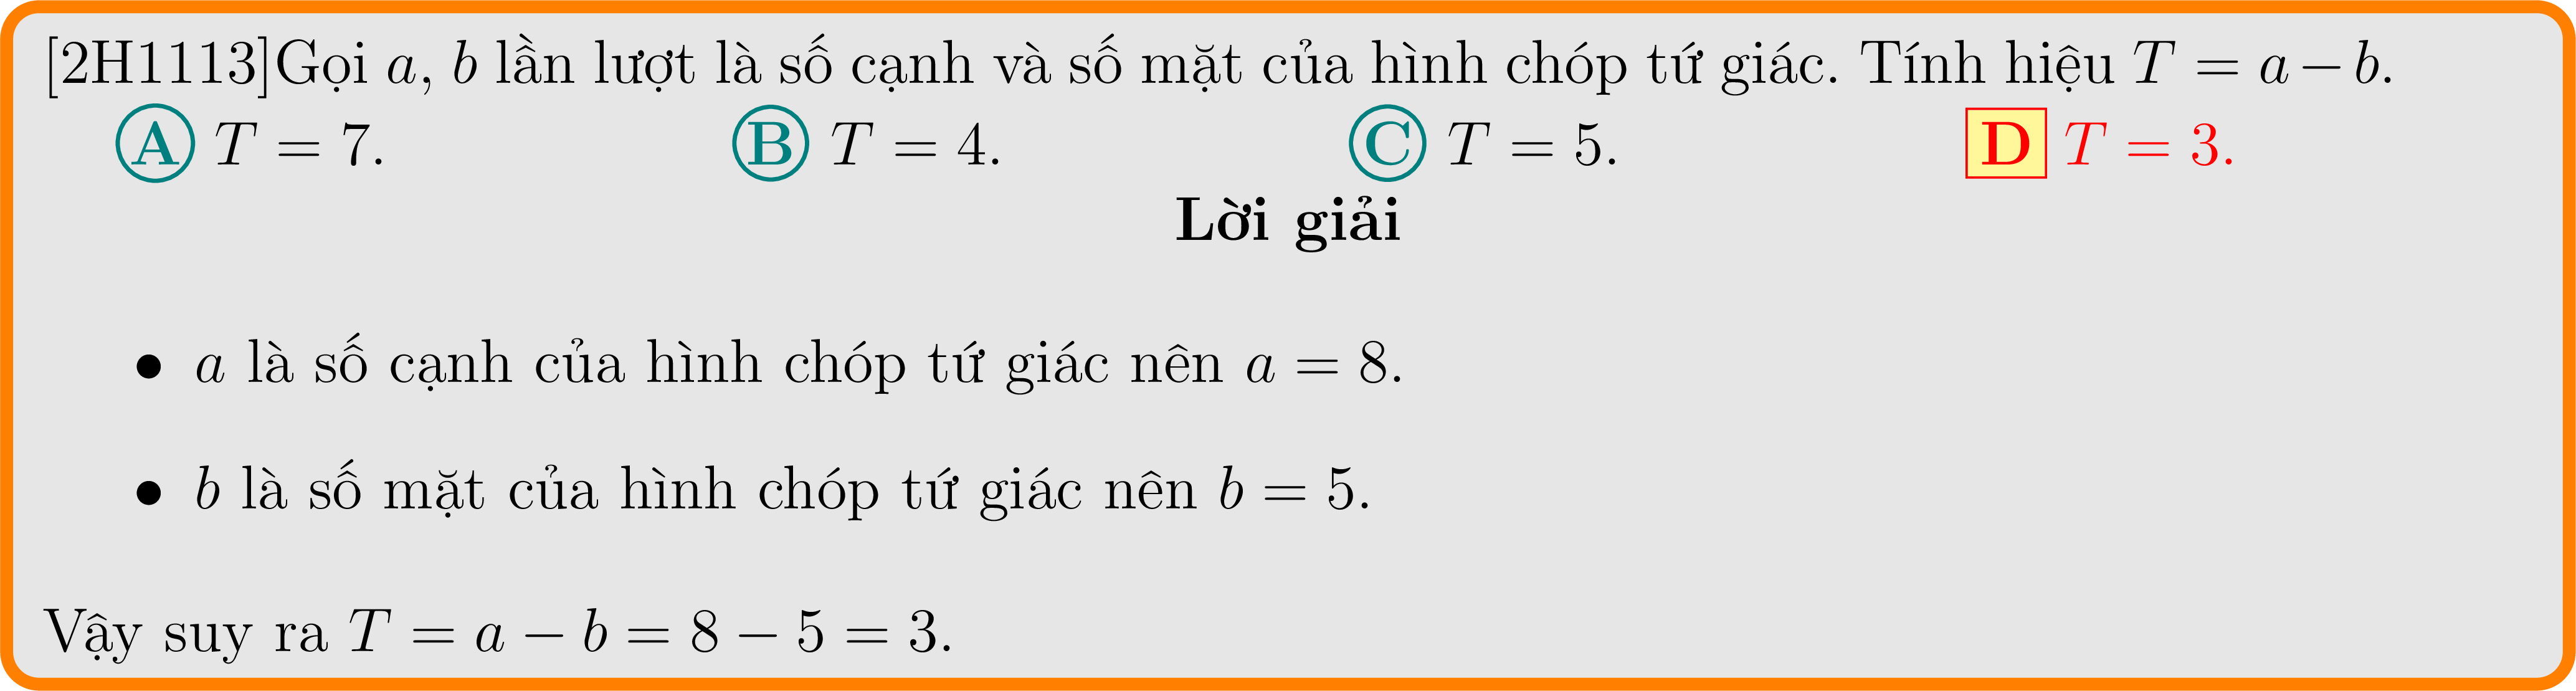 [2H1113]Gọi a, b lần lượt là số cạnh và số mặt của hình chóp tứ giác. Tính hiệu T = a − b.
A T = 7. B T = 4. C T = 5. D T = 3.
Lời giải
• a là số cạnh của hình chóp tứ giác nên a = 8.
• b là số mặt của hình chóp tứ giác nên b = 5.
Vậy suy ra T = a − b = 8 − 5 = 3.